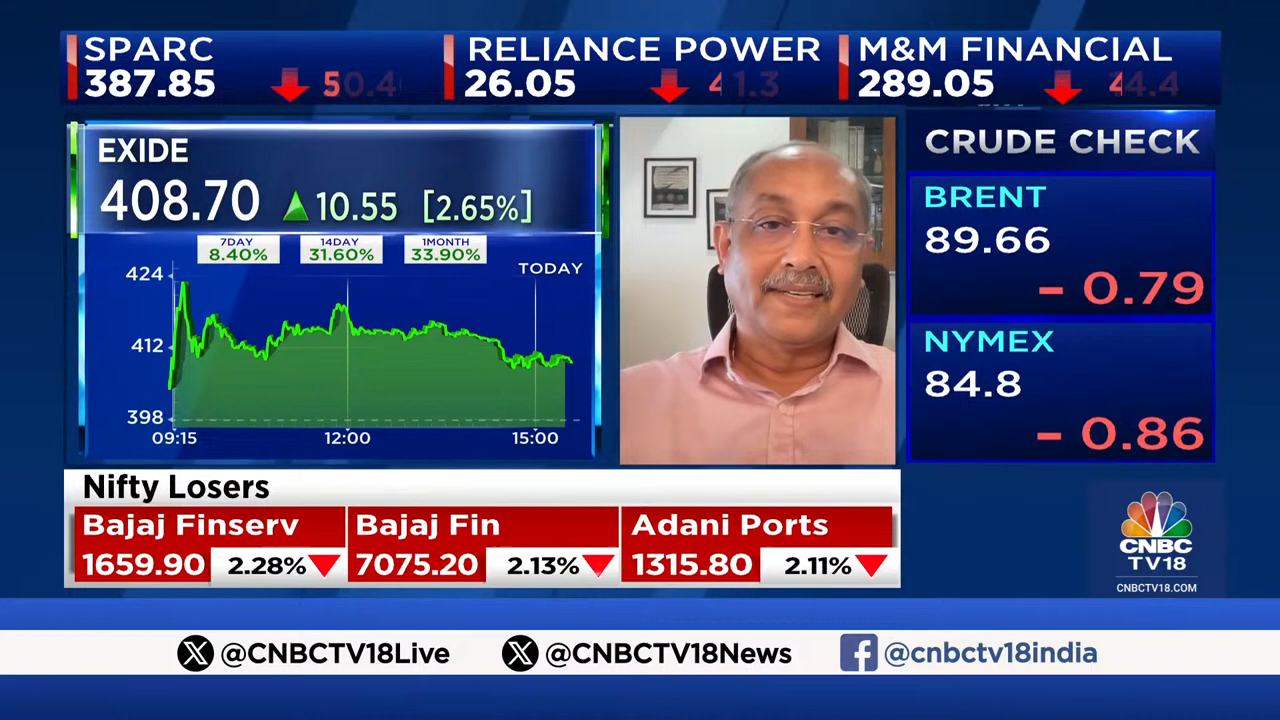 SPARC
387.85
RELIANCE POWER
26.05
M&M FINANCIAL
289.05
EXIDE
408.70 ▲ 10.55 [2.65%]
7DAY
8.40%
14DAY
31.60%
1MONTH
33.90%
TODAY
424
412
398
09:15 12:00 15:00
CRUDE CHECK
BRENT
89.66
- 0.79
NYMEX
84.8
- 0.86
Nifty Losers
Bajaj Finserv
1659.90 2.28%
Bajaj Fin
7075.20 2.13%
Adani Ports
1315.80 2.11%
CNBC
TV18
CNBCTV18.COM
@CNBCTV18Live @CNBCTV18News @cnbctv18india